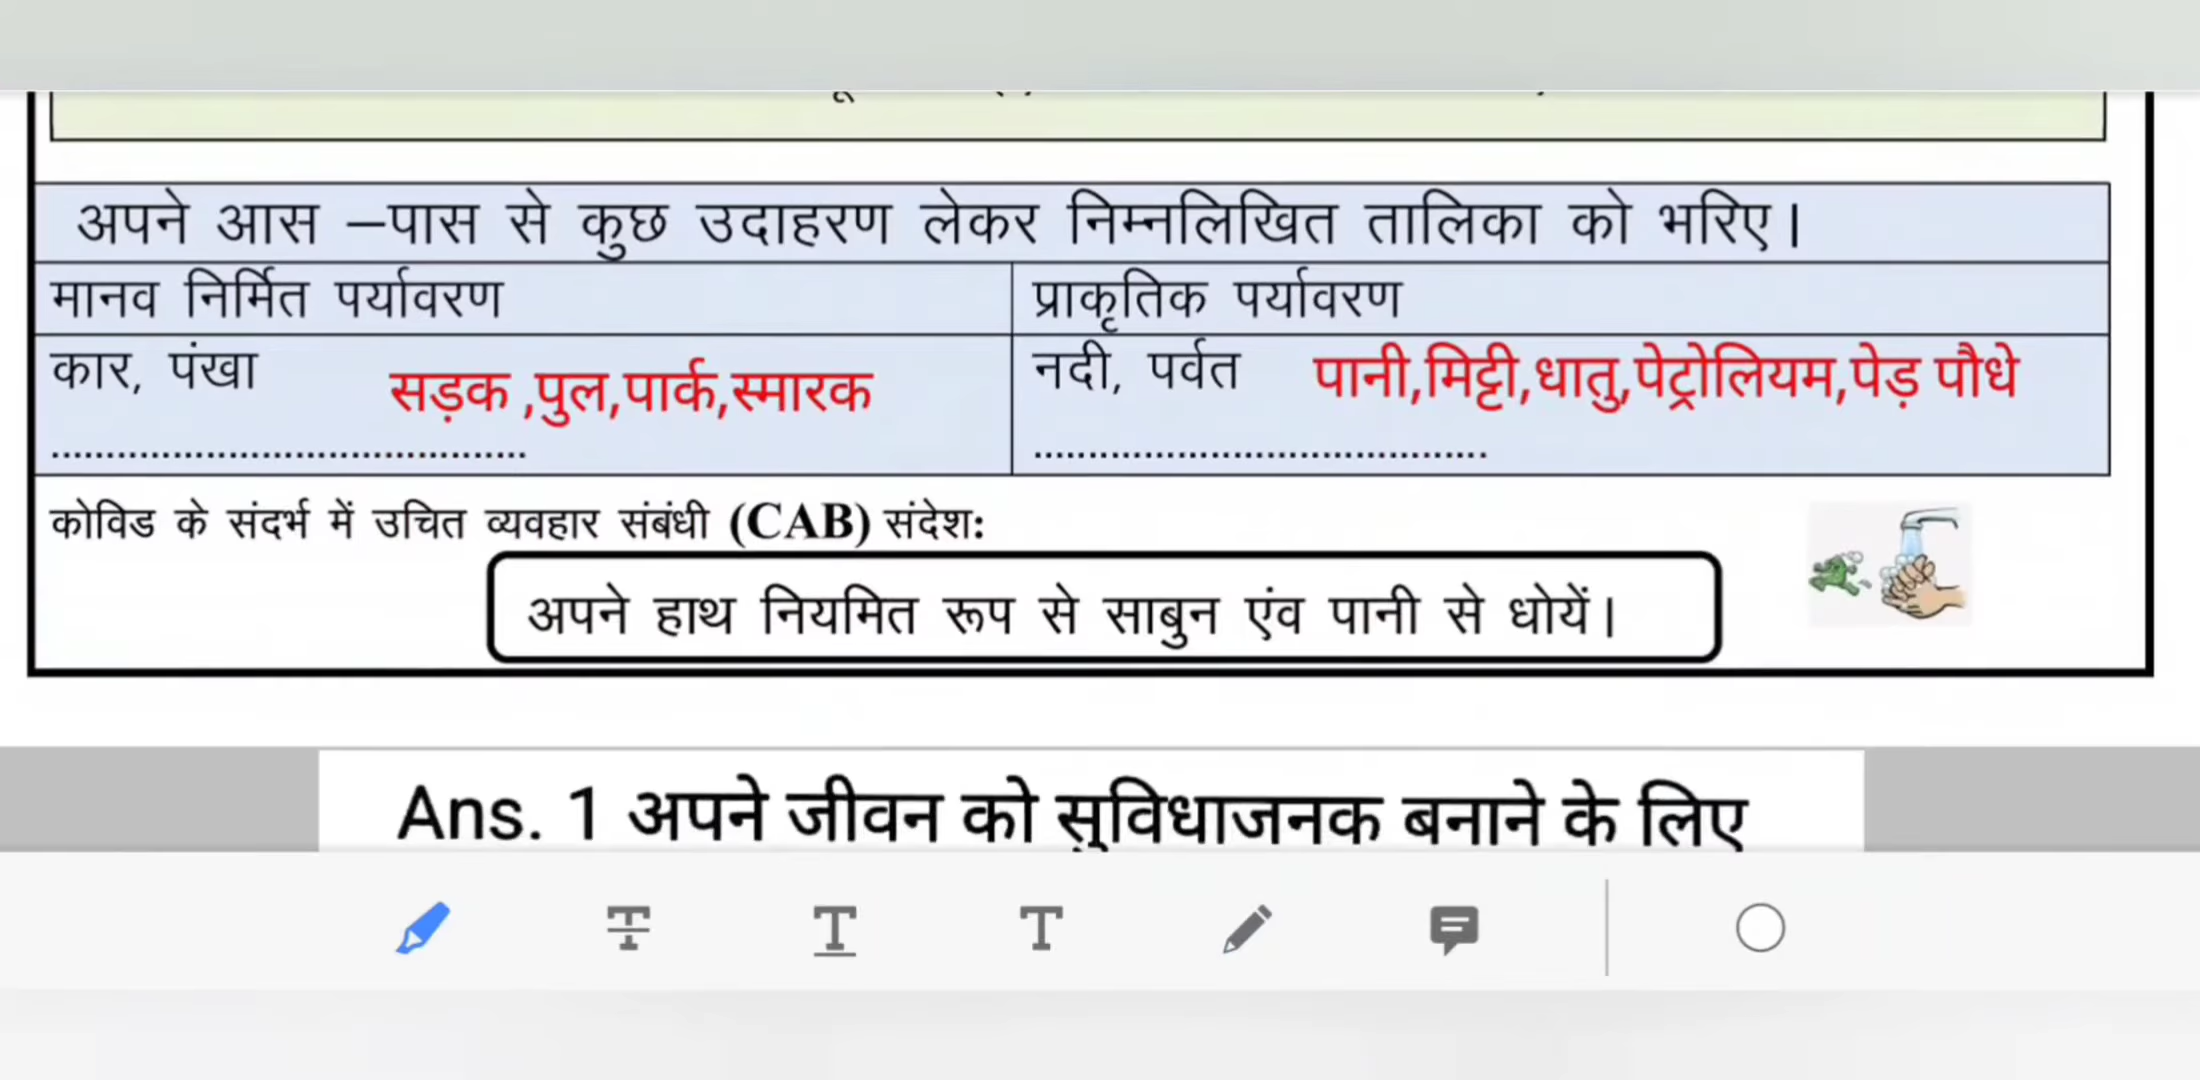 अपने आस –पास से कुछ उदाहरण लेकर निम्नलिखित तालिका को भरिए।
मानव निर्मित पर्यावरण
प्राकृतिक पर्यावरण
कार, पंखा सड़क ,पुल,पार्क,स्मारक
नदी, पर्वत पानी,मिट्टी,धातु,पेट्रोलियम,पेड़ पौधे
..........................................
........................................
कोविड के संदर्भ में उचित व्यवहार संबंधी (CAB) संदेश:
अपने हाथ नियमित रूप से साबुन एंव पानी से धोयें।
Ans. 1 अपने जीवन को सुविधाजनक बनाने के लिए